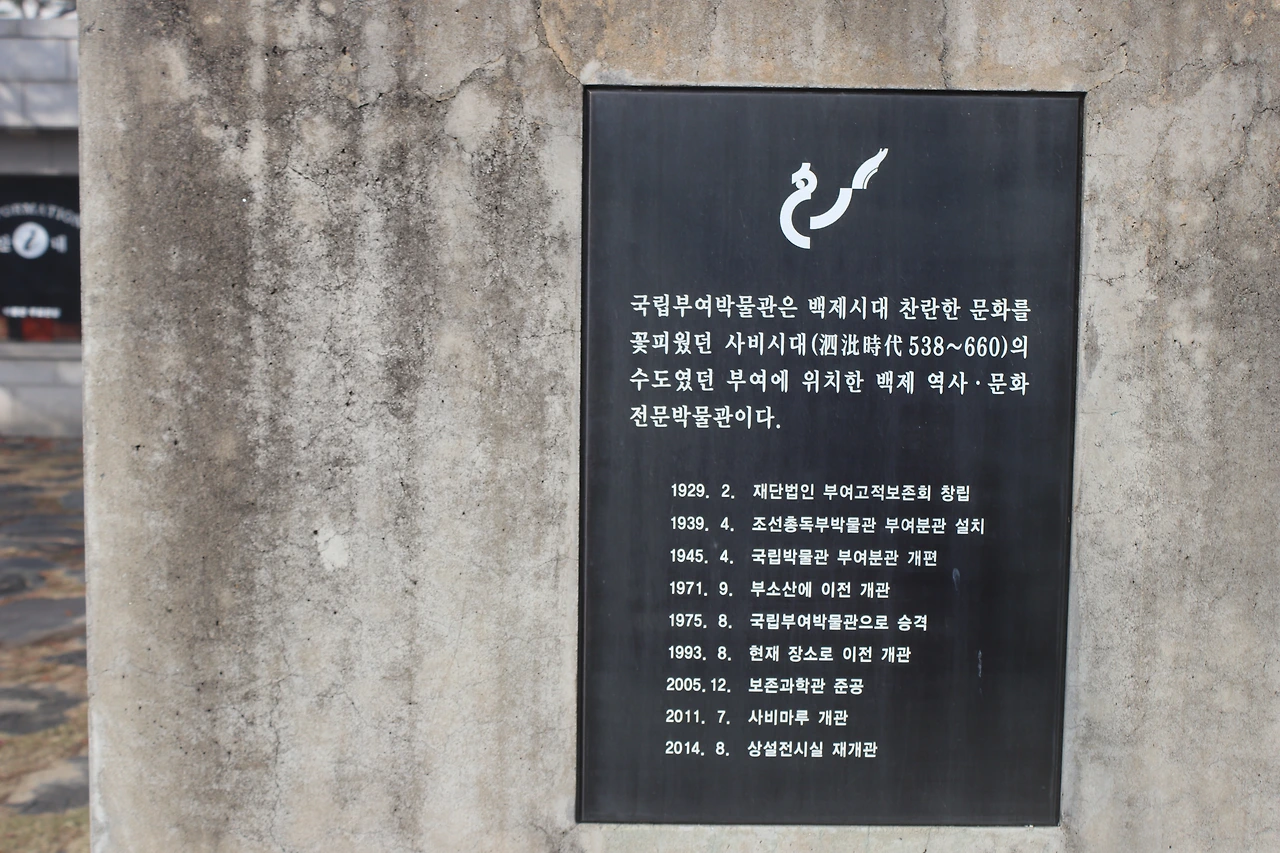 국립부여박물관은 백제시대 찬란한 문화를
꽃피웠던 사비시대(泗沘時代 538~660)의
수도였던 부여에 위치한 백제 역사·문화
전문박물관이다.
1929. 2. 재단법인 부여고적보존회 창립
1939. 4. 조선총독부박물관 부여분관 설치
1945. 4. 국립박물관 부여분관 개편
1971. 9. 부소산에 이전 개관
1975. 8. 국립부여박물관으로 승격
1993. 8. 현재 장소로 이전 개관
2005. 12. 보존과학관 준공
2011. 7. 사비마루 개관
2014. 8. 상설전시실 재개관